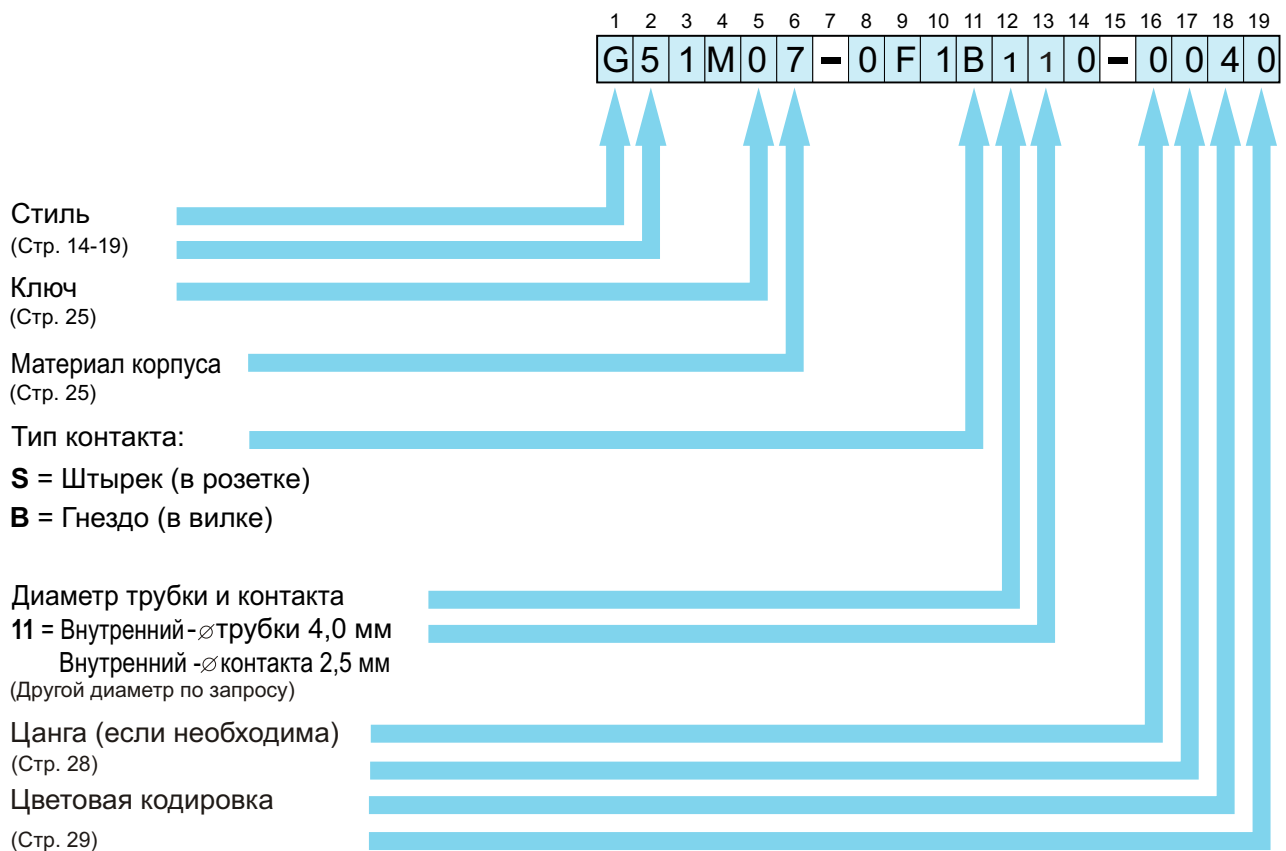 1 2 3 4 5 6 7 8 9 10 11 12 13 14 15 16 17 18 19
G 5 1 M 0 7 - 0 F 1 B 1 1 0 - 0 0 4 0
Стиль
(Стр. 14-19)
Ключ
(Стр. 25)
Материал корпуса
(Стр. 25)
Тип контакта:
S = Штырек (в розетке)
B = Гнездо (в вилке)
Диаметр трубки и контакта
11 = Внутренний-⌀трубки 4,0 мм
Внутренний -⌀контакта 2,5 мм
(Другой диаметр по запросу)
Цанга (если необходима)
(Стр. 28)
Цветовая кодировка
(Стр. 29)